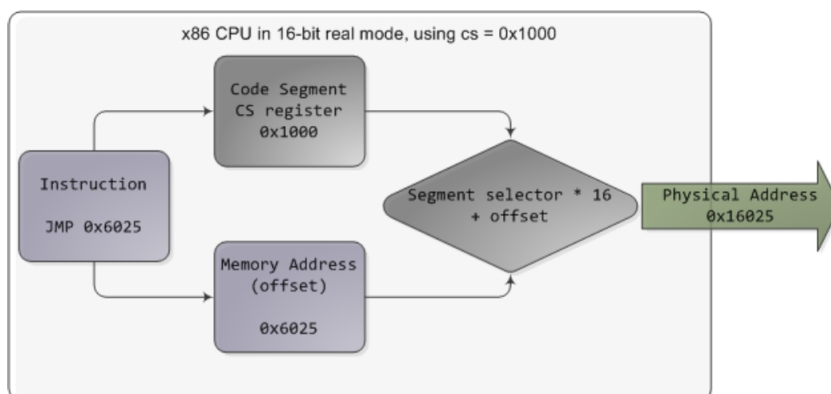 x86 CPU in 16-bit real mode, using cs = 0x1000
Code Segment
CS register
0x1000
Instruction
JMP 0x6025
Segment selector * 16
+ offset
Physical Address
0x16025
Memory Address
(offset)
0x6025